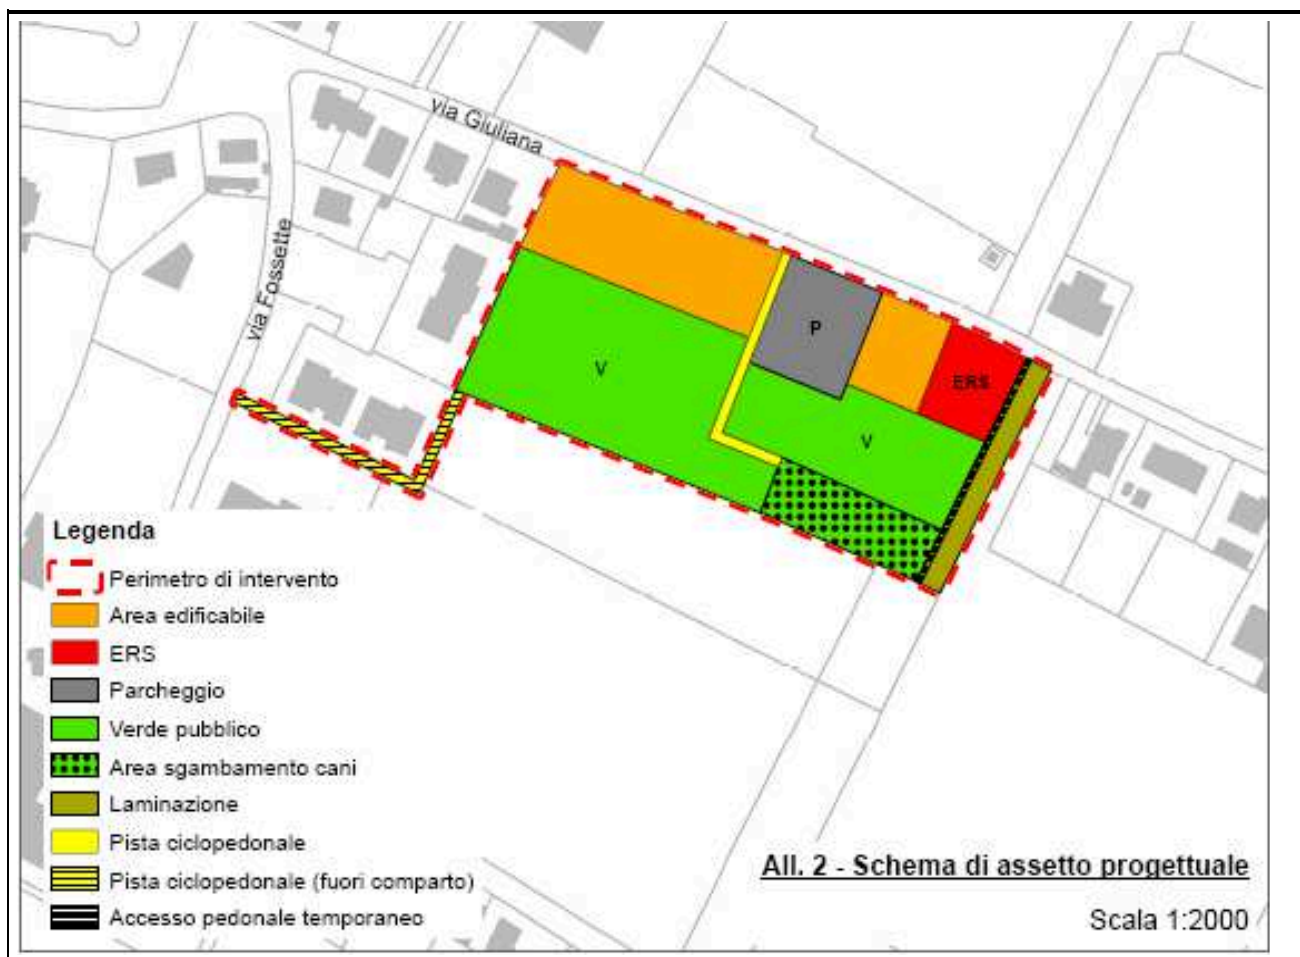 via Giuliana
via Fossette
P
ERS
V
V
Legenda
Perimetro di intervento
Area edificabile
ERS
Parcheggio
Verde pubblico
Area sgambamento cani
Laminazione
Pista ciclopedonale
Pista ciclopedonale (fuori comparto)
Accesso pedonale temporaneo
All. 2 - Schema di assetto progettuale
Scala 1:2000